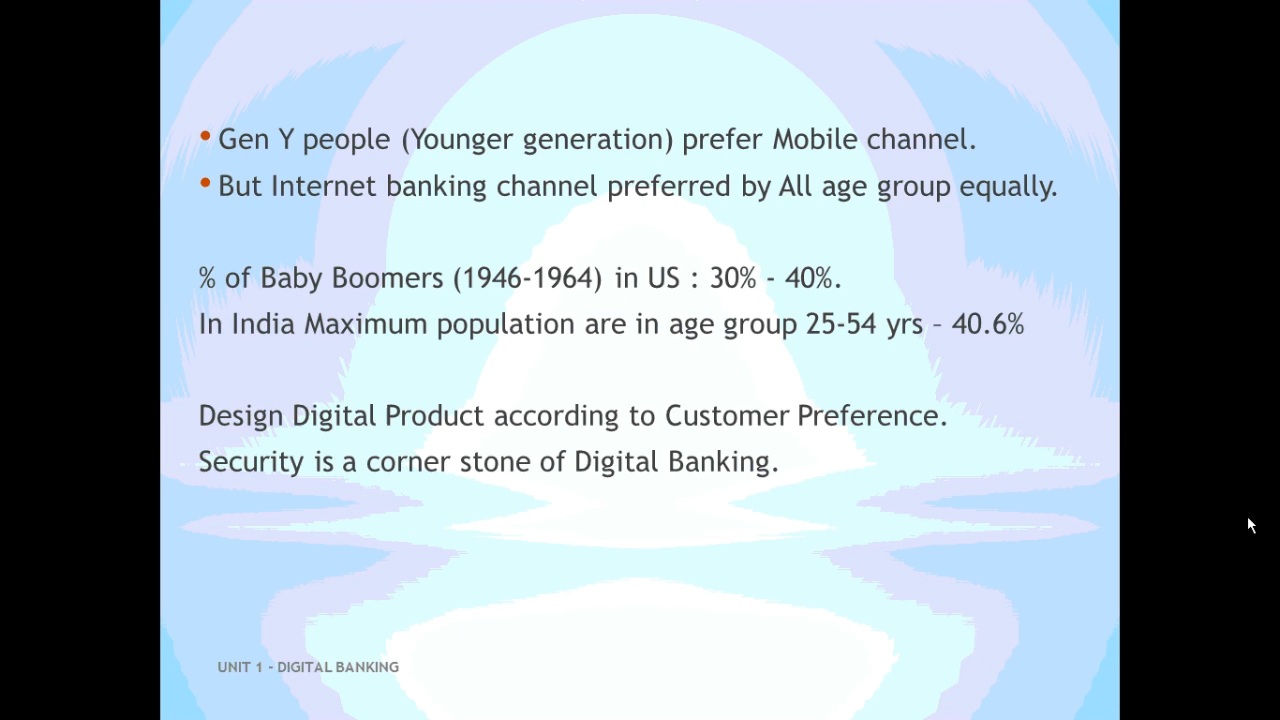 • Gen Y people (Younger generation) prefer Mobile channel.
• But Internet banking channel preferred by All age group equally.
% of Baby Boomers (1946-1964) in US : 30% - 40%.
In India Maximum population are in age group 25-54 yrs – 40.6%
Design Digital Product according to Customer Preference.
Security is a corner stone of Digital Banking.
UNIT 1 - DIGITAL BANKING